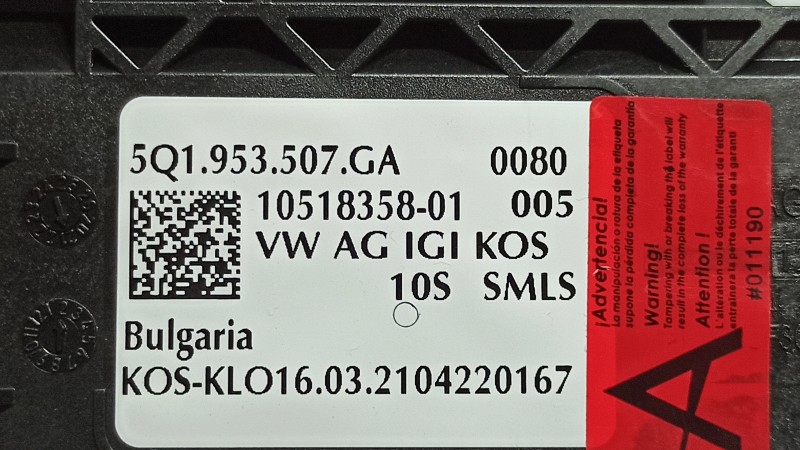 5Q1.953.507.GA 0080
10518358-01 005
VW AG IGI KOS
10S SMLS
Bulgaria
KOS-KLO16.03.2104220167
¡Advertencia!
La manipulación o rotura de la etiqueta
supone la pérdida completa de la garantía
Warning!
Tampering with or breaking the label will
result in the complete loss of the warranty
Attention!
L'altération ou le déchirement de l'étiquette
entraînera la perte totale de la garanti
#011190
A